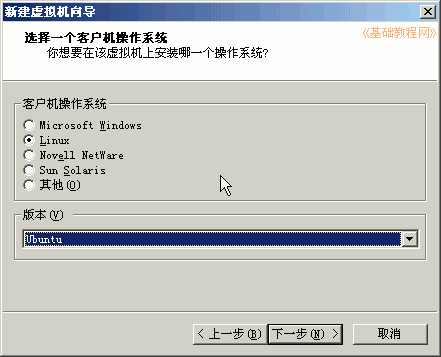 新建虚拟机向导
选择一个客户机操作系统
你想要在该虚拟机上安装哪一个操作系统?
《基础教程网》
客户机操作系统
Microsoft Windows
Linux
Novell NetWare
Sun Solaris
其他(O)
版本(V)
Ubuntu
< 上一步(B)
下一步(N) >
取消